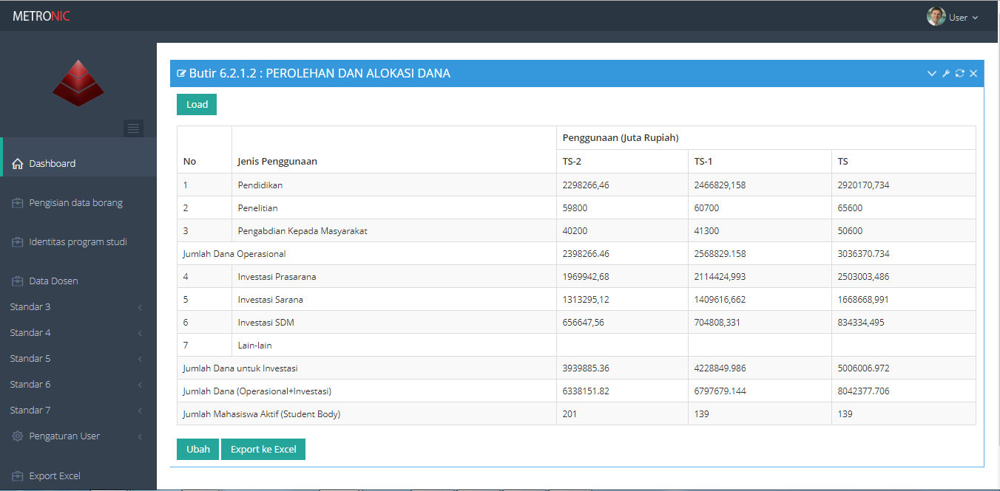 METRONIC
User
Dashboard
Pengisian data borang
Identitas program studi
Data Dosen
Standar 3
Standar 4
Standar 5
Standar 6
Standar 7
Pengaturan User
Export Excel
Butir 6.2.1.2 : PEROLEHAN DAN ALOKASI DANA
Load
No Jenis Penggunaan Penggunaan (Juta Rupiah)
TS-2 TS-1 TS
1 Pendidikan 2298266,46 2466829,158 2920170,734
2 Penelitian 59800 60700 65600
3 Pengabdian Kepada Masyarakat 40200 41300 50600
Jumlah Dana Operasional 2398266.46 2568829.158 3036370.734
4 Investasi Prasarana 1969942,68 2114424,993 2503003,486
5 Investasi Sarana 1313295,12 1409616,662 1668668,991
6 Investasi SDM 656647,56 704808,331 834334,495
7 Lain-lain
Jumlah Dana untuk Investasi 3939885.36 4228849.986 5006006.972
Jumlah Dana (Operasional+Investasi) 6338151.82 6797679.144 8042377.706
Jumlah Mahasiswa Aktif (Student Body) 201 139 139
Ubah Export ke Excel